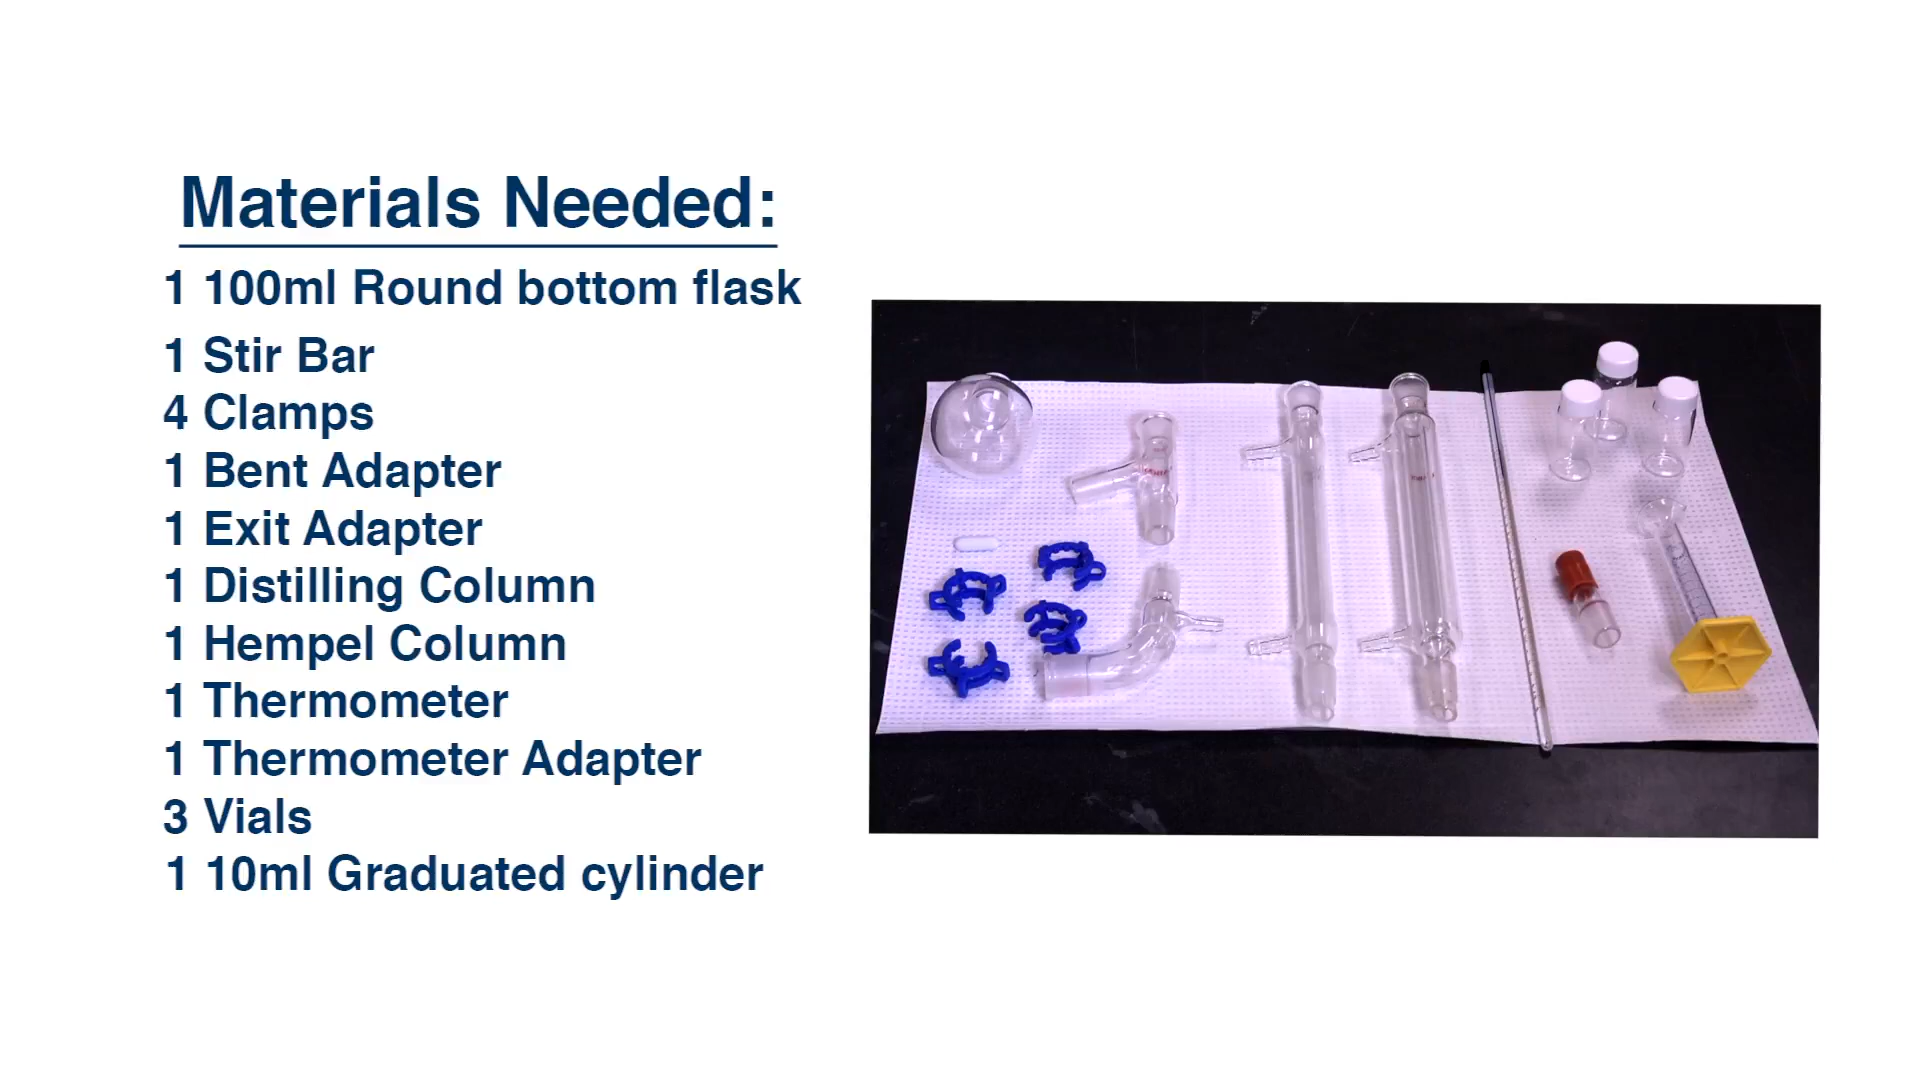 Materials Needed:
1 100ml Round bottom flask
1 Stir Bar
4 Clamps
1 Bent Adapter
1 Exit Adapter
1 Distilling Column
1 Hempel Column
1 Thermometer
1 Thermometer Adapter
3 Vials
1 10ml Graduated cylinder